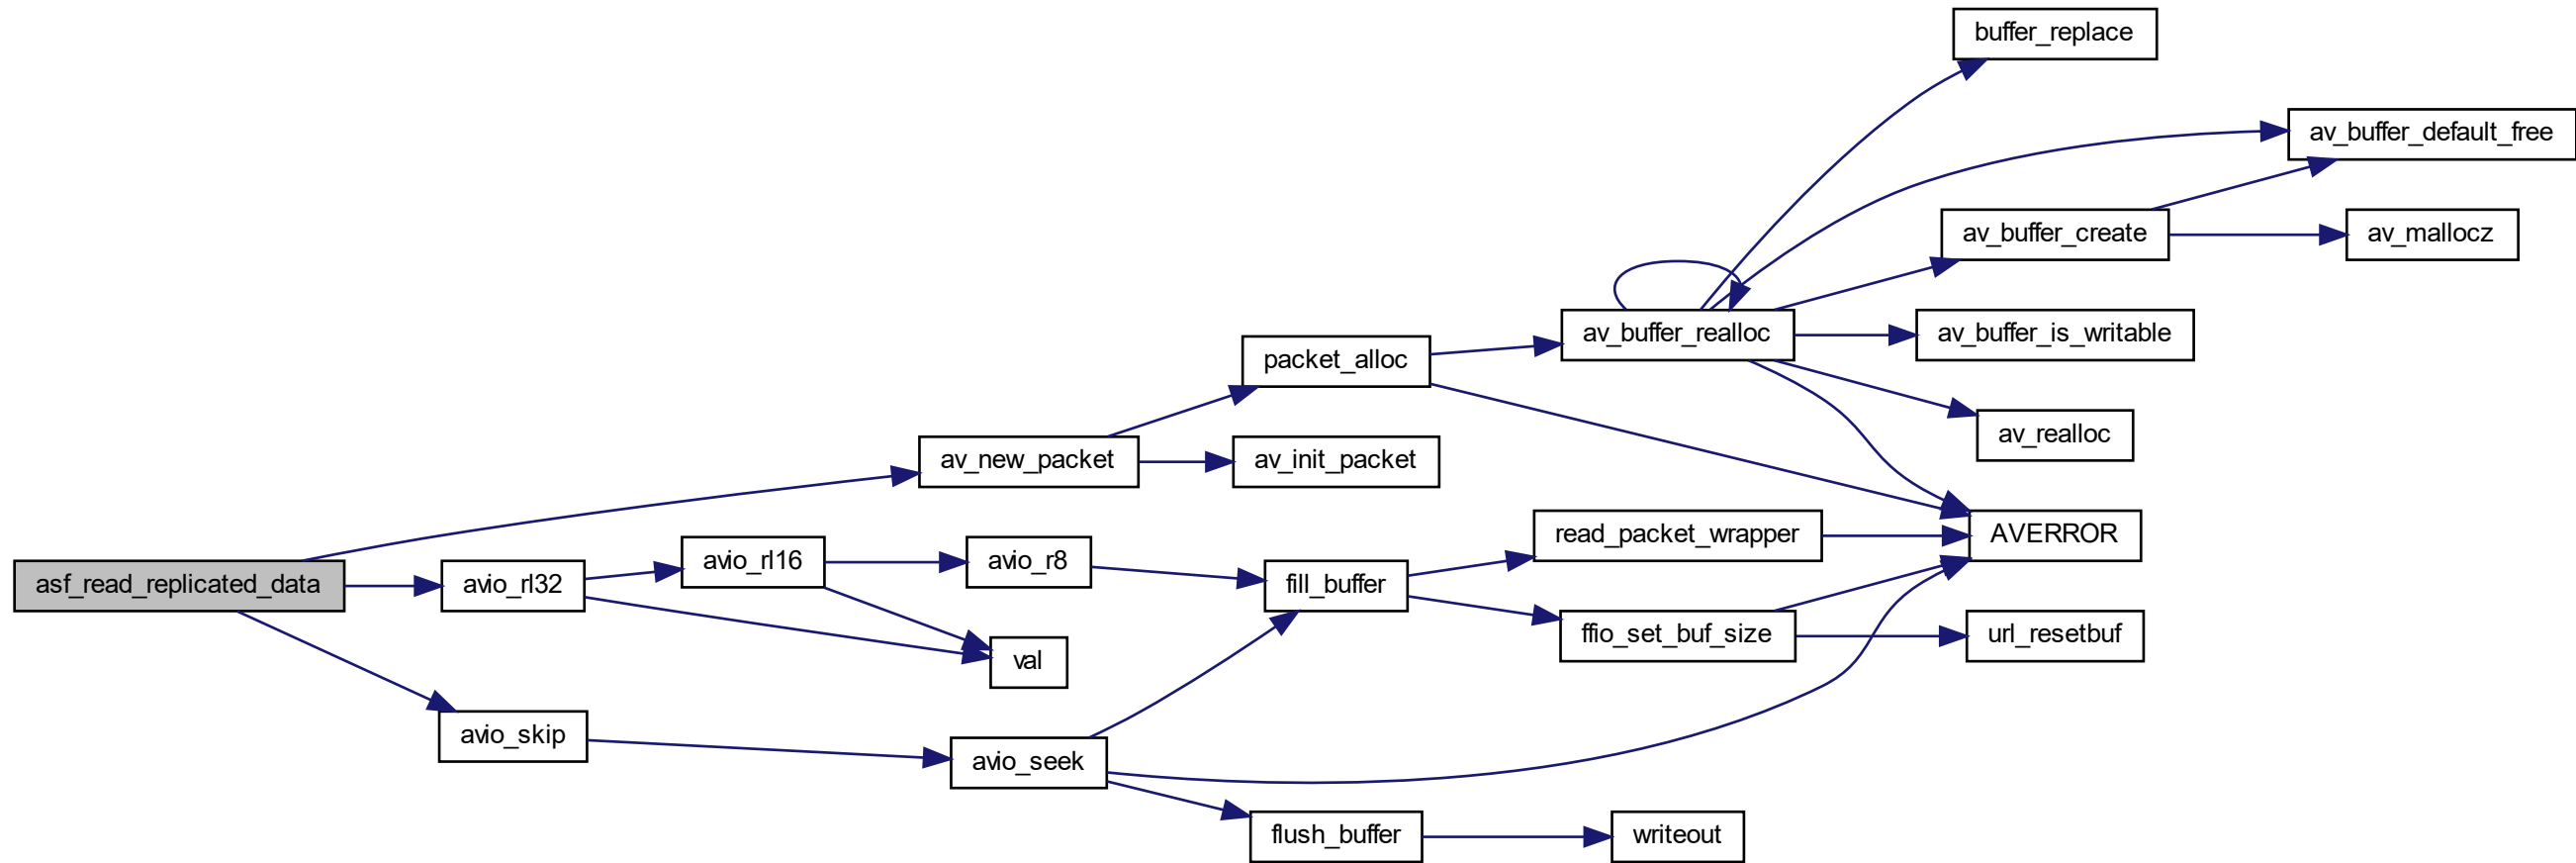 buffer_replace
av_buffer_default_free
av_buffer_create
av_mallocz
av_buffer_realloc
av_buffer_is_writable
packet_alloc
av_realloc
av_new_packet
av_init_packet
read_packet_wrapper
AVERROR
asf_read_replicated_data
avio_rl32
avio_rl16
avio_r8
fill_buffer
ffio_set_buf_size
url_resetbuf
val
avio_skip
avio_seek
flush_buffer
writeout